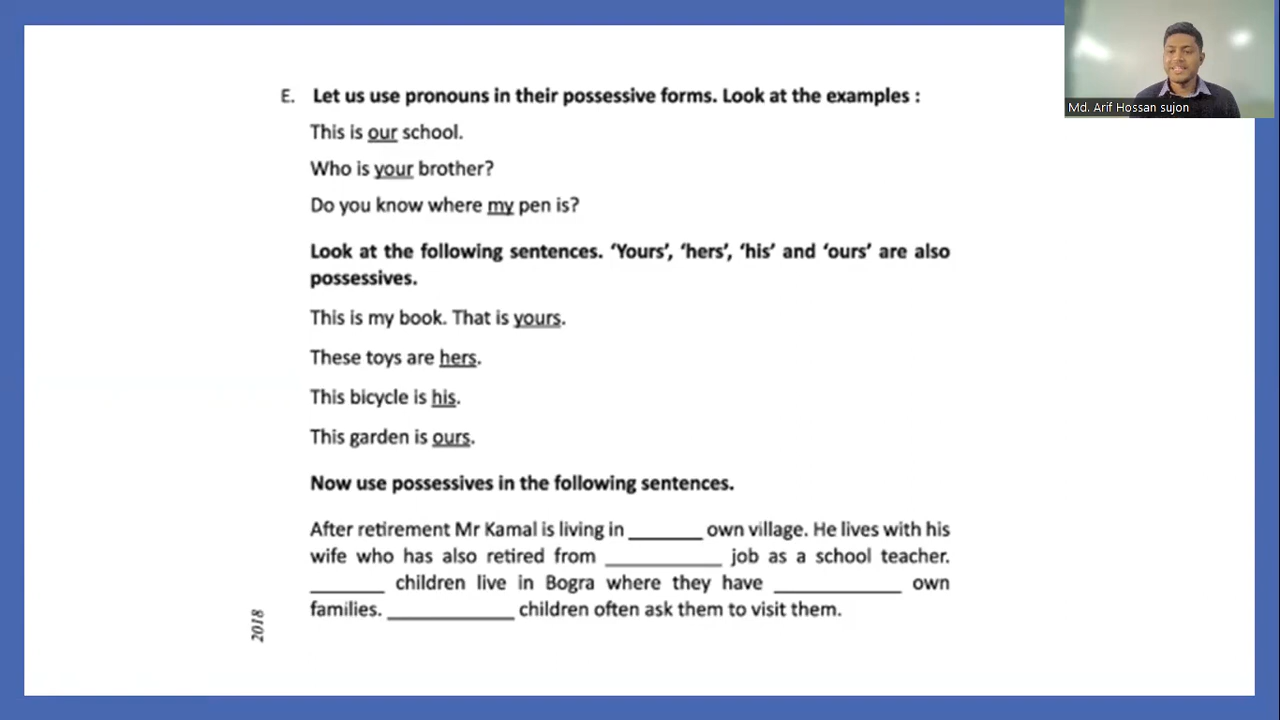 Md. Arif Hossan sujon
E. Let us use pronouns in their possessive forms. Look at the examples :
This is our school.
Who is your brother?
Do you know where my pen is?
Look at the following sentences. ‘Yours’, ‘hers’, ‘his’ and ‘ours’ are also
possessives.
This is my book. That is yours.
These toys are hers.
This bicycle is his.
This garden is ours.
Now use possessives in the following sentences.
After retirement Mr Kamal is living in _______ own village. He lives with his
wife who has also retired from ___________ job as a school teacher.
_______ children live in Bogra where they have ____________ own
families. ____________ children often ask them to visit them.
2018